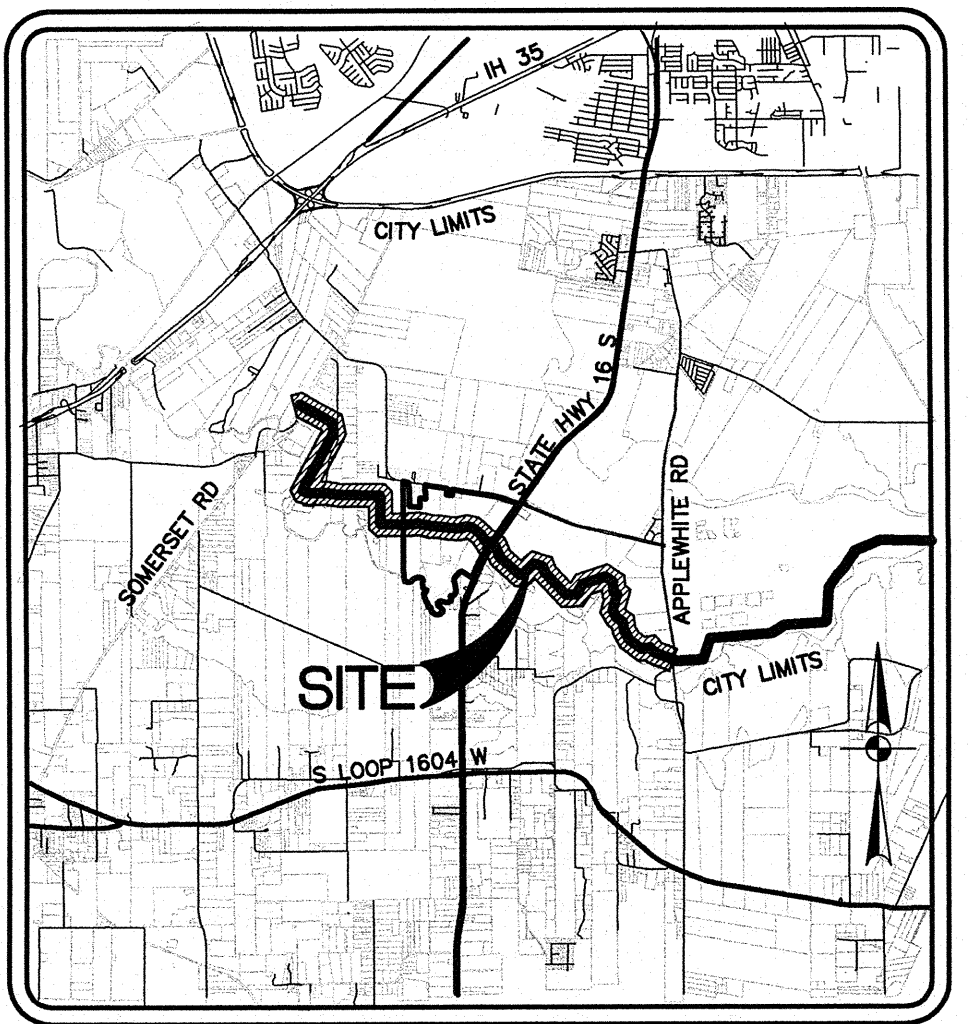 IH 35
CITY LIMITS
STATE HWY 16 S
SOMERSET RD
APPLEWHITE RD
SITE
CITY LIMITS
S LOOP 1604 W